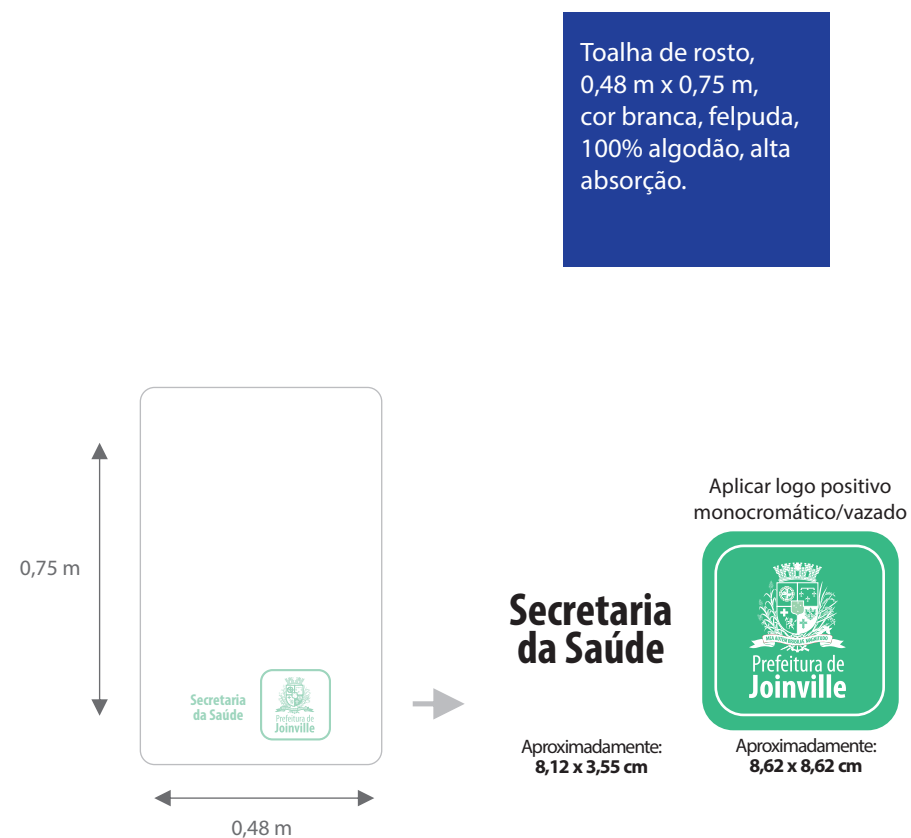 Toalha de rosto,
0,48 m x 0,75 m,
cor branca, felpuda,
100% algodão, alta
absorção.
0,75 m
Secretaria
da Saúde
Prefeitura de
Joinville
0,48 m
Secretaria
da Saúde
Aproximadamente:
8,12 x 3,55 cm
Aplicar logo positivo
monocromático/vazado
Prefeitura de
Joinville
Aproximadamente:
8,62 x 8,62 cm